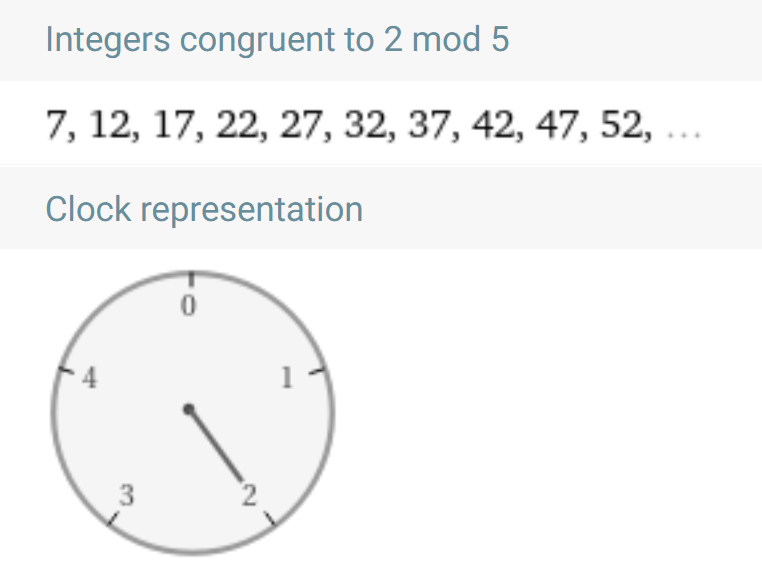 Integers congruent to 2 mod 5
7, 12, 17, 22, 27, 32, 37, 42, 47, 52, ...
Clock representation
0
4
1
3
2